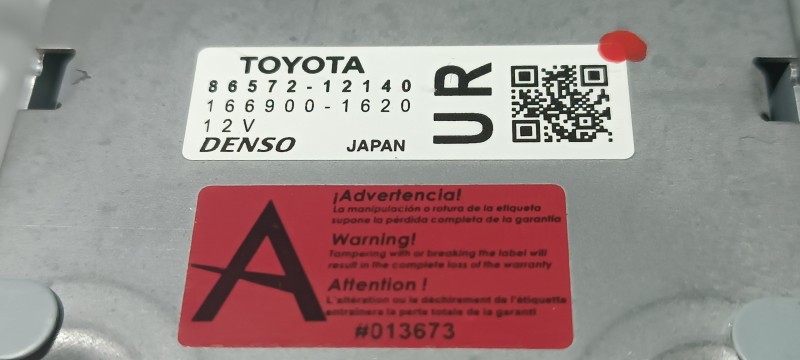 TOYOTA
86572-12140
166900-1620
12V
DENSO JAPAN
UR
A
¡Advertencia!
La manipulación o rotura de la etiqueta
supone la pérdida completa de la garantía
Warning!
Tampering with or breaking the label will
result in the complete loss of the warranty
Attention !
L'altération ou le déchirement de l'étiquette
entraînera la perte totale de la garanti
#013673